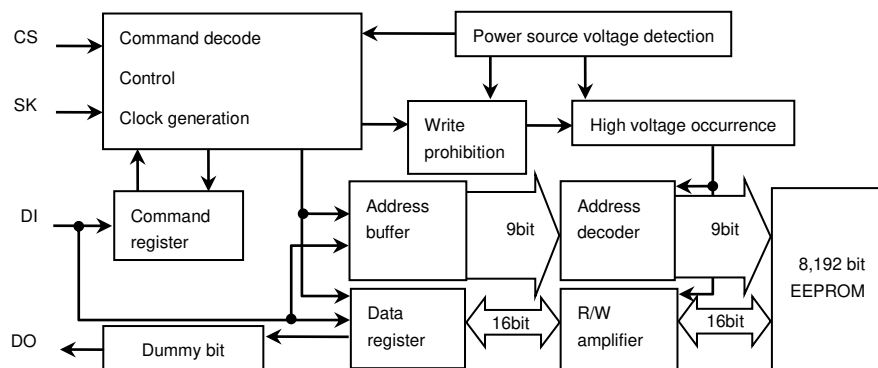 CS
Command decode
Power source voltage detection
Control
SK
Clock generation
Write
prohibition
High voltage occurrence
DI
Command
register
Address
buffer
9bit
Address
decoder
9bit
8,192 bit
EEPROM
Data
register
16bit
R/W
amplifier
16bit
DO
Dummy bit